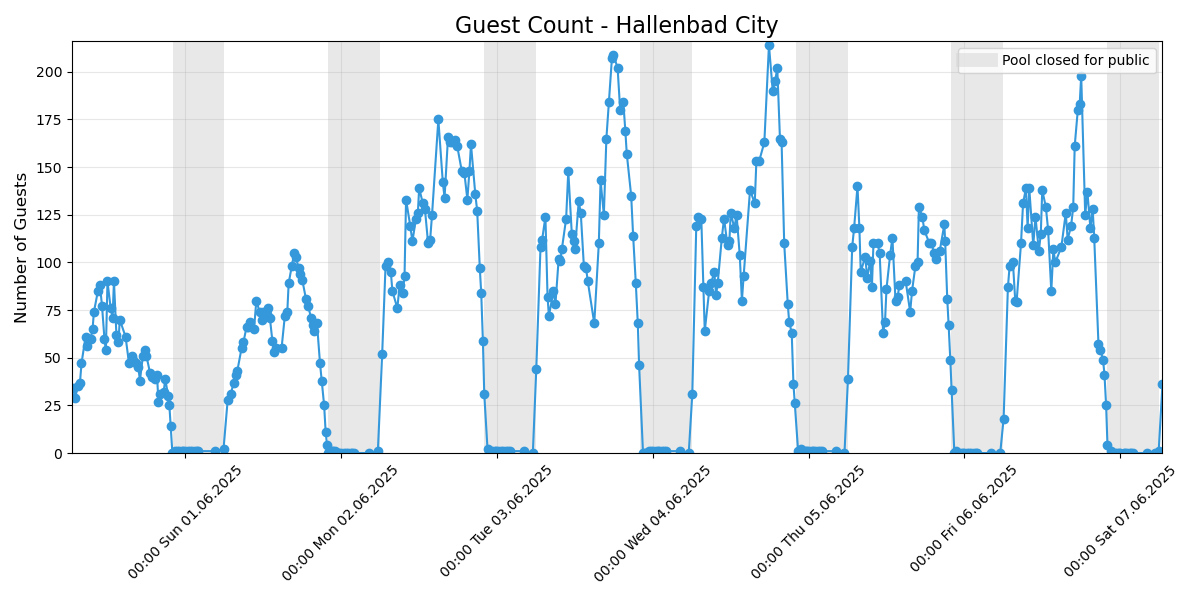 Guest Count - Hallenbad City
Pool closed for public
Number of Guests
200
175
150
125
100
75
50
25
0
00:00 Sun 01.06.2025
00:00 Mon 02.06.2025
00:00 Tue 03.06.2025
00:00 Wed 04.06.2025
00:00 Thu 05.06.2025
00:00 Fri 06.06.2025
00:00 Sat 07.06.2025